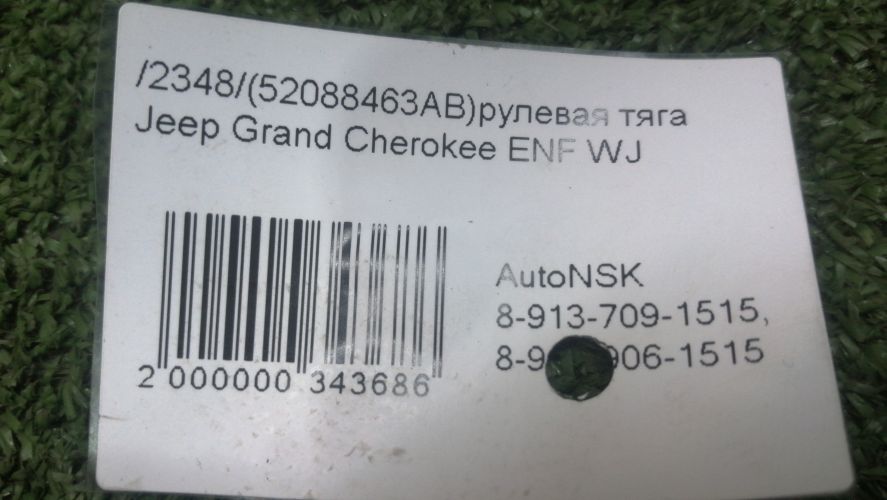 /2348/(52088463AB)рулевая тяга
Jeep Grand Cherokee ENF WJ
AutoNSK
8-913-709-1515,
2 000000 343686